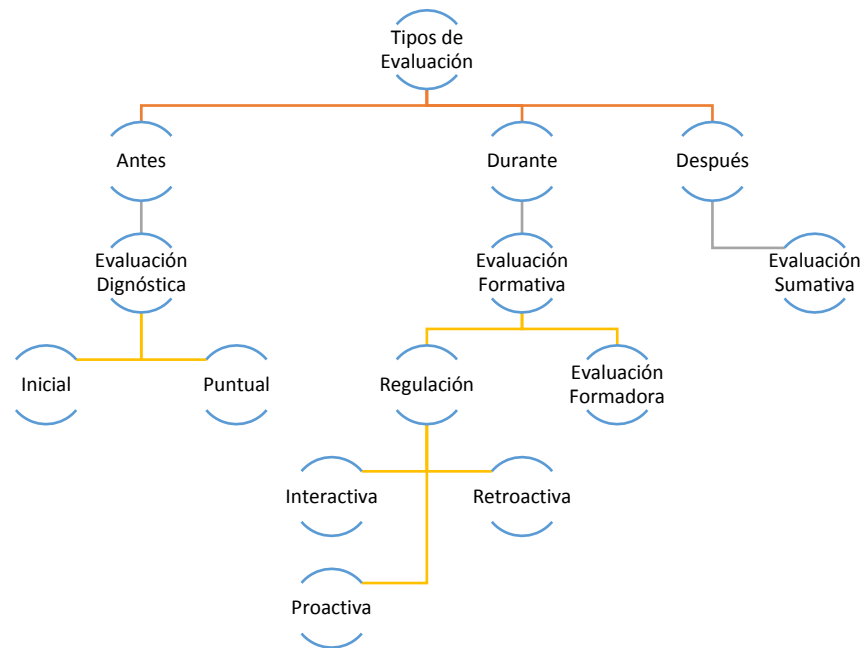 Tipos de
Evaluación
Antes
Durante
Después
Evaluación
Dignóstica
Evaluación
Formativa
Evaluación
Sumativa
Inicial
Puntual
Regulación
Evaluación
Formadora
Interactiva
Retroactiva
Proactiva